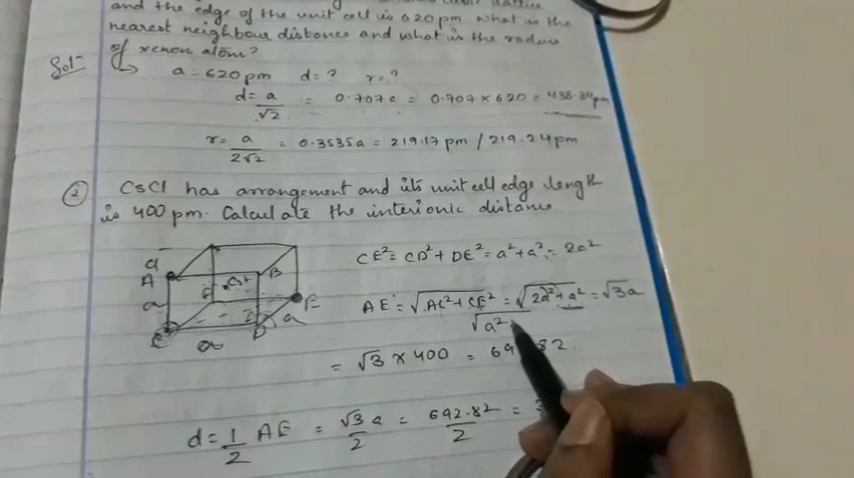 and the edge of the unit cell is 620 pm what is the
nearest neighbour distance and what is the radius
of xenon atom?
Sol:-
a = 620 pm d = ? r = ?
d = a/√2 = 0.707a = 0.707 × 620 = 438.34 pm
r = a/2√2 = 0.3535a = 219.17 pm / 219.24 pm
② CsCl has arrangement and its unit cell edge length
is 400 pm. Calculate the interionic distance
CE² = CD² + DE² = a² + a² = 2a²
AE = √AC² + CE² = √2a² + a² = √3a
√a²
= √3 × 400 = 69 82
d = 1/2 AE = √3/2 a = 692.82/2 =
a
A
B
Cs+
a
E
D
a
a